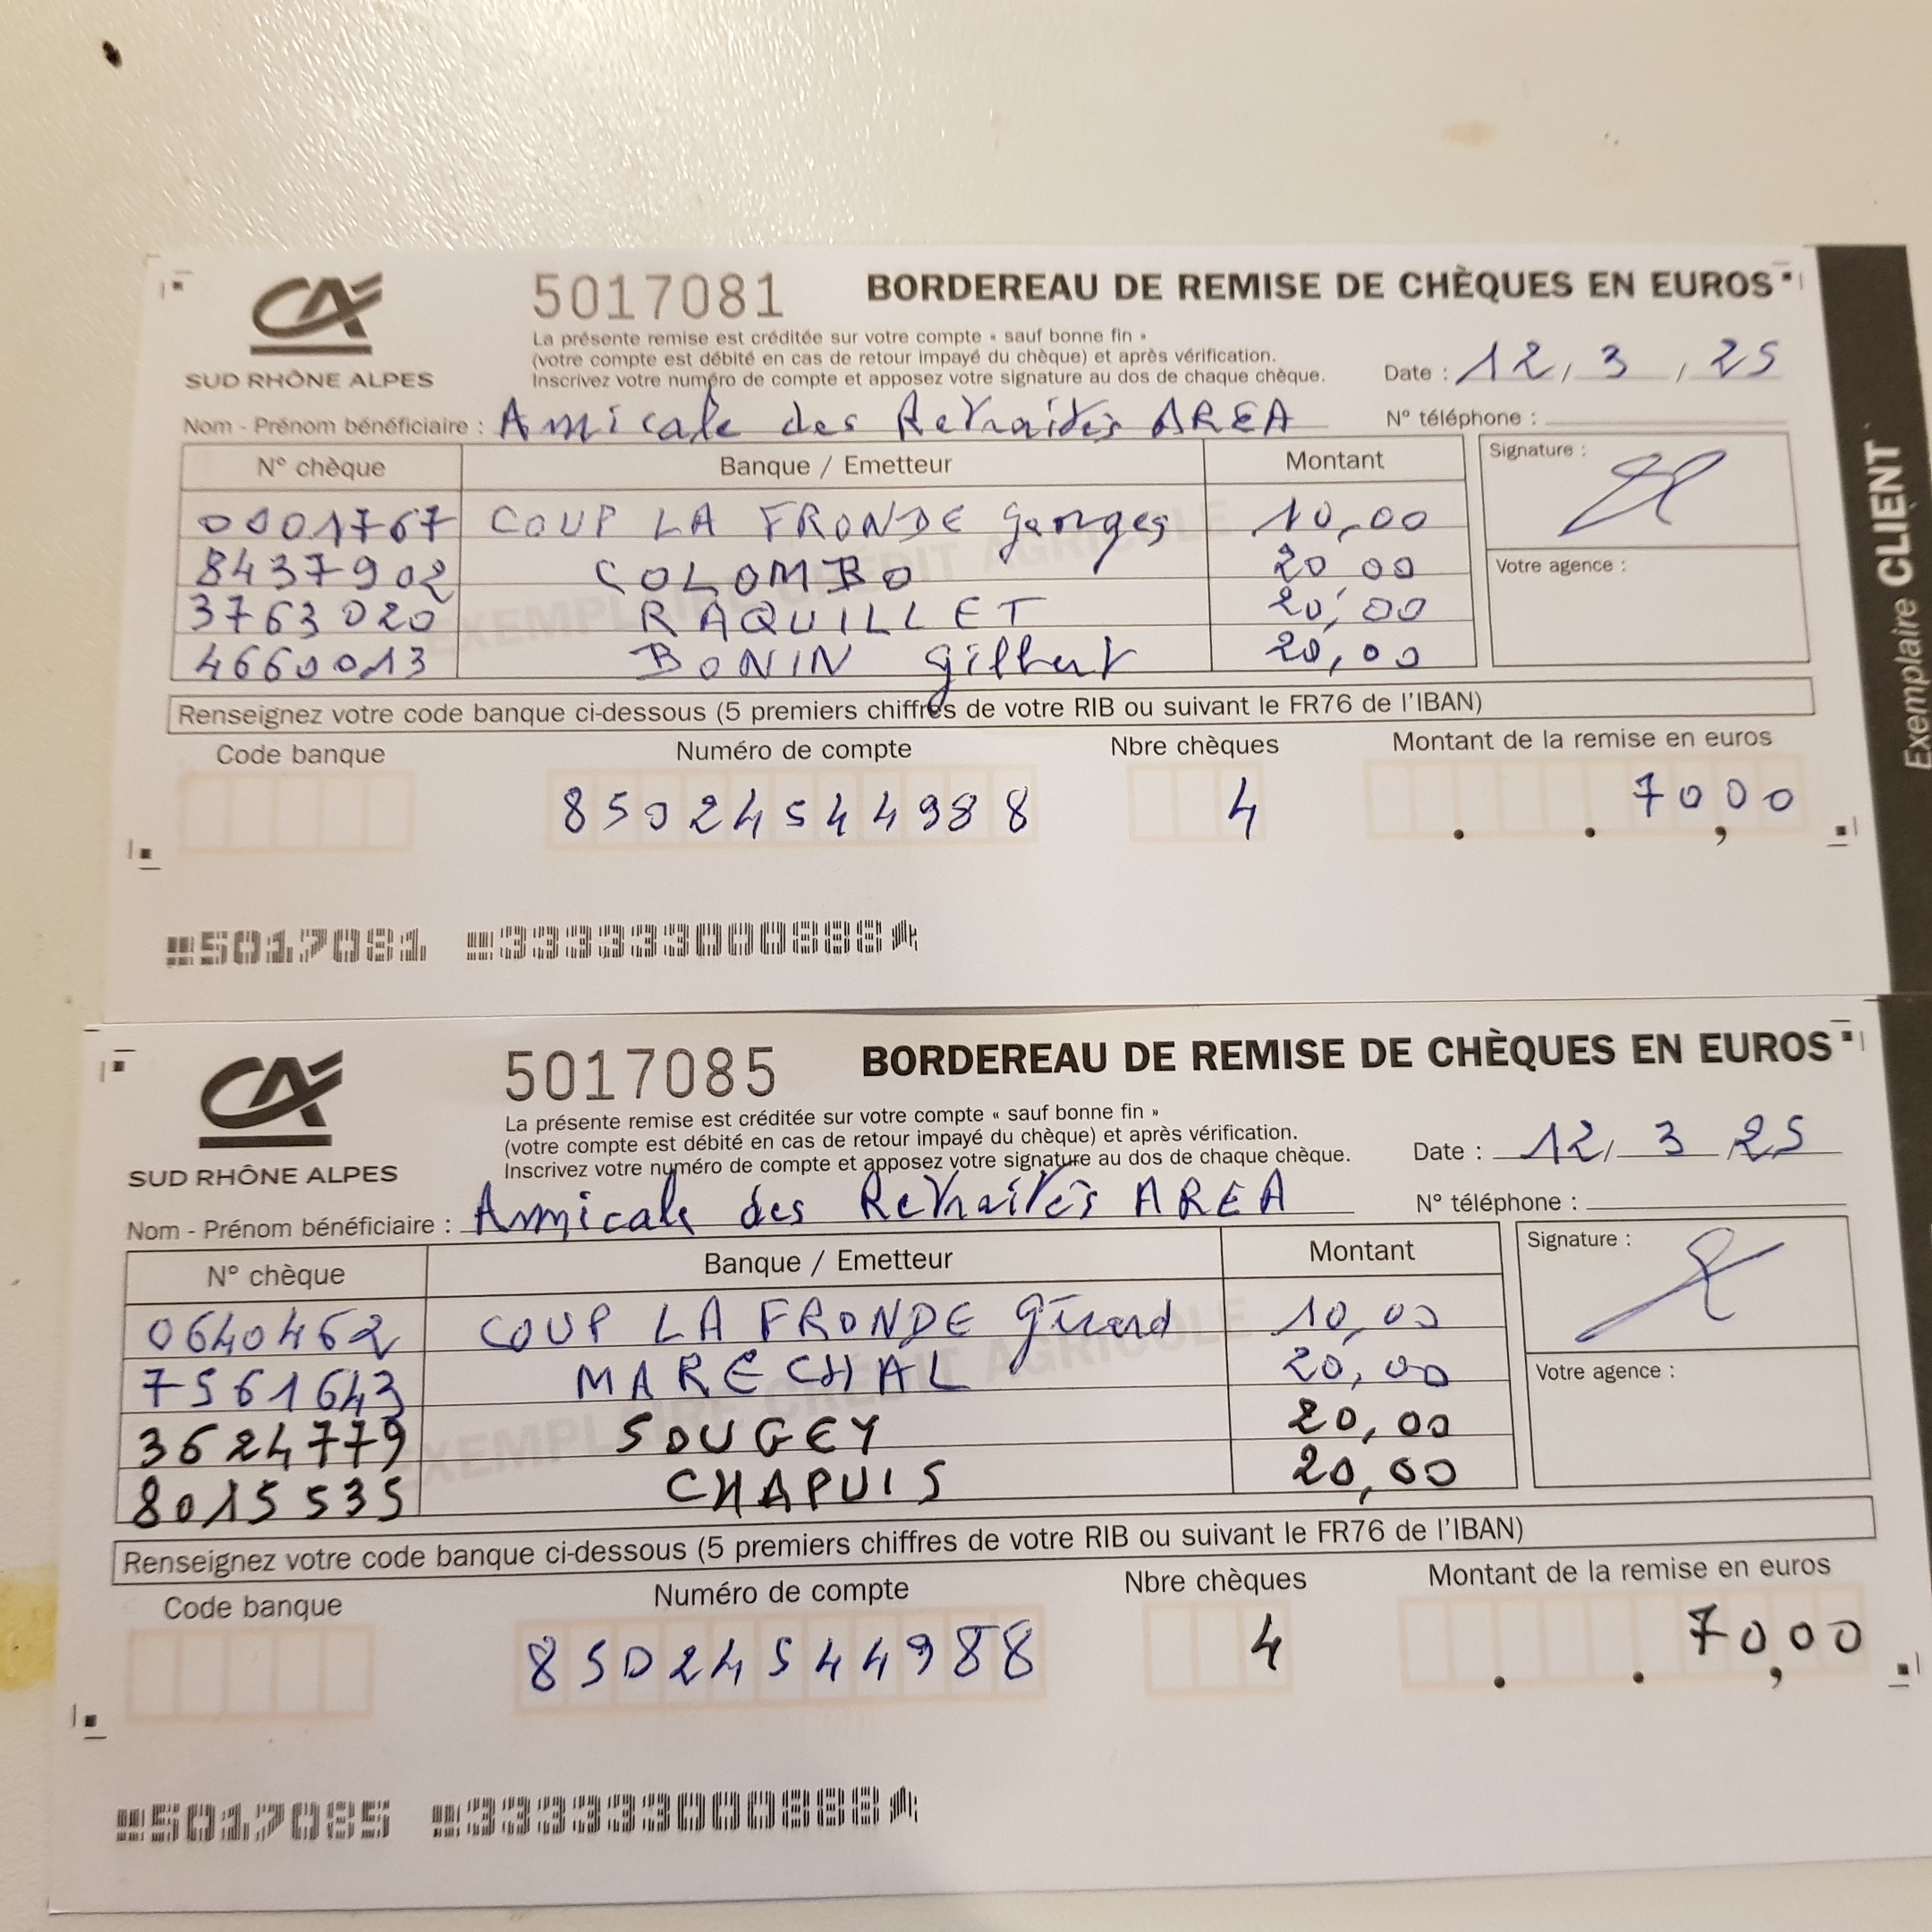 CA
SUD RHÔNE ALPES
5017081
BORDEREAU DE REMISE DE CHÈQUES EN EUROS
La présente remise est créditée sur votre compte « sauf bonne fin »
(votre compte est débité en cas de retour impayé du chèque) et après vérification.
Inscrivez votre numéro de compte et apposez votre signature au dos de chaque chèque.
Date : 12, 3, 25
Nom - Prénom bénéficiaire : Amicale des Retraités AREA
N° téléphone :
N° chèque Banque / Emetteur Montant
Signature :
0001767 COUP LA FRONDE Georges 10,00
8437902 COLOMBO 20 00
Votre agence :
3763020 RAQUILLET 20,00
4660013 BONIN Gilbert 20,00
EXEMPLAIRE CRÉDIT AGRICOLE
Renseignez votre code banque ci-dessous (5 premiers chiffres de votre RIB ou suivant le FR76 de l'IBAN)
Code banque Numéro de compte Nbre chèques Montant de la remise en euros
85024544988 4 70,00
5017081 333333000888A
Exemplaire CLIENT
CA
SUD RHÔNE ALPES
5017085
BORDEREAU DE REMISE DE CHÈQUES EN EUROS
La présente remise est créditée sur votre compte « sauf bonne fin »
(votre compte est débité en cas de retour impayé du chèque) et après vérification.
Inscrivez votre numéro de compte et apposez votre signature au dos de chaque chèque.
Date : 12, 3 25
Nom - Prénom bénéficiaire : Amicale des Retraités AREA
N° téléphone :
N° chèque Banque / Emetteur Montant
Signature :
0640462 COUP LA FRONDE Gérard 10,00
7561643 MARECHAL 20,00
Votre agence :
3624779 SOUGEY 20,00
8015535 CHAPUIS 20,00
EXEMPLAIRE CRÉDIT AGRICOLE
Renseignez votre code banque ci-dessous (5 premiers chiffres de votre RIB ou suivant le FR76 de l'IBAN)
Code banque Numéro de compte Nbre chèques Montant de la remise en euros
85024544988 4 70,00
5017085 333333000888A